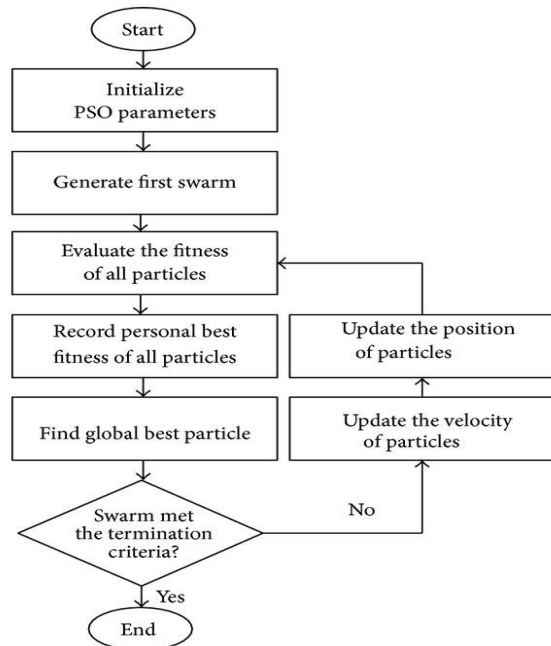 Start
Initialize
PSO parameters
Generate first swarm
Evaluate the fitness
of all particles
Record personal best
fitness of all particles
Find global best particle
Swarm met
the termination
criteria?
Yes
End
No
Update the velocity
of particles
Update the position
of particles